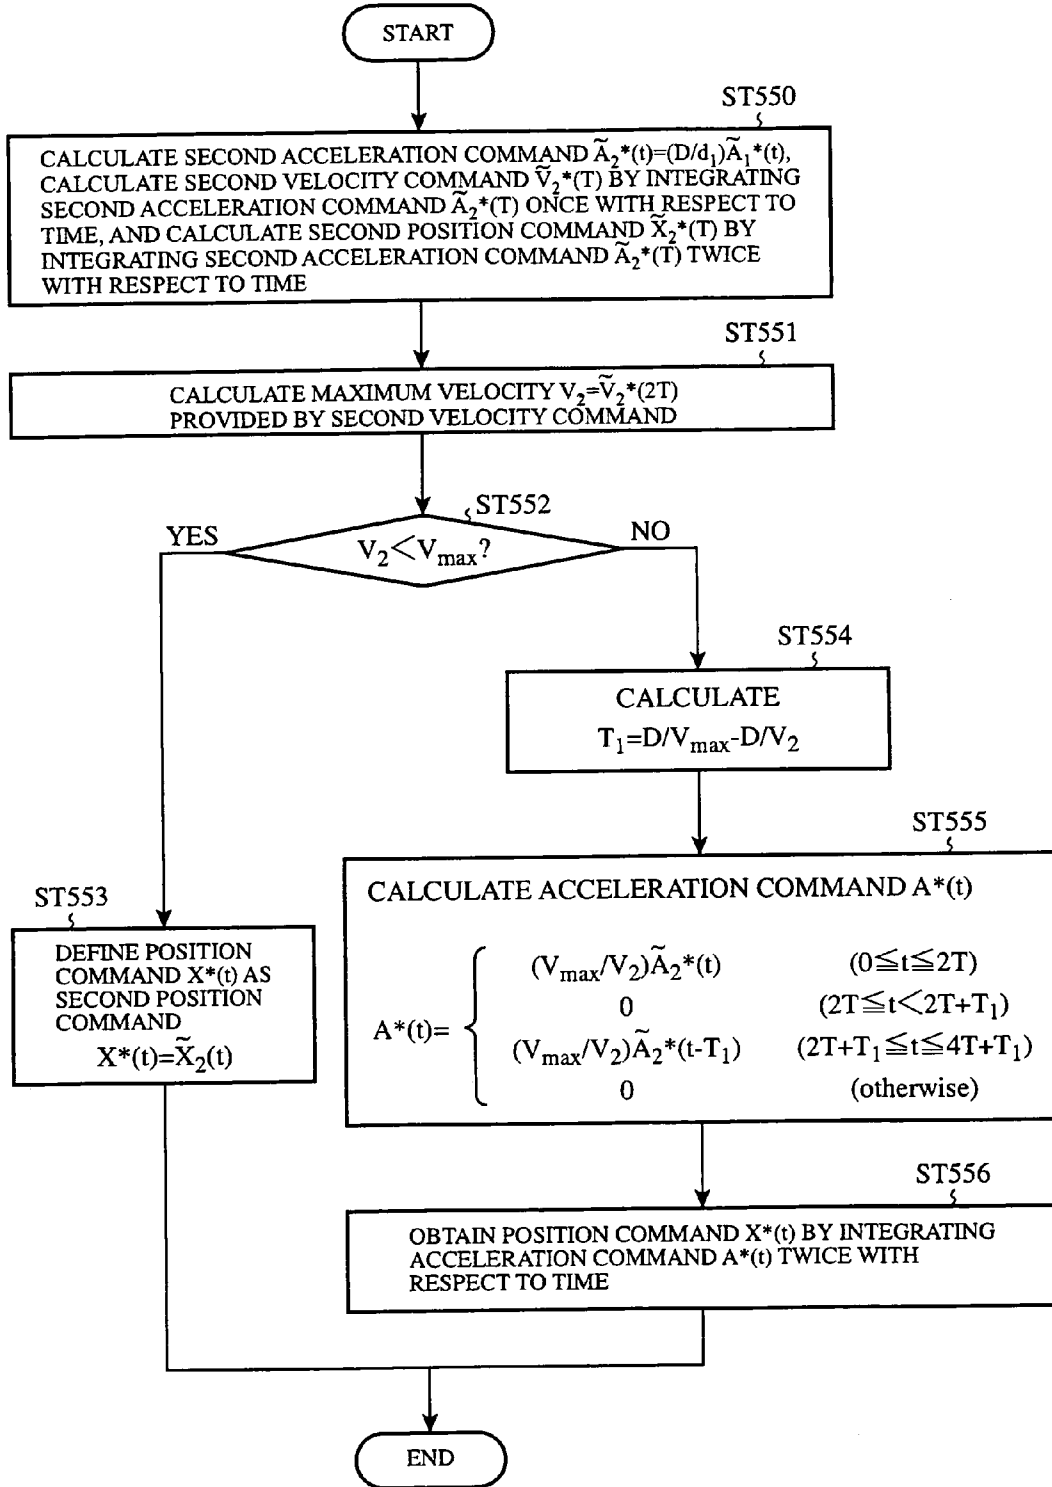 START
ST550
CALCULATE SECOND ACCELERATION COMMAND Ã₂*(t)=(D/d₁)Ã₁*(t),
CALCULATE SECOND VELOCITY COMMAND Ṽ₂*(T) BY INTEGRATING
SECOND ACCELERATION COMMAND Ã₂*(T) ONCE WITH RESPECT TO
TIME, AND CALCULATE SECOND POSITION COMMAND X̃₂*(T) BY
INTEGRATING SECOND ACCELERATION COMMAND Ã₂*(T) TWICE
WITH RESPECT TO TIME
ST551
CALCULATE MAXIMUM VELOCITY V₂=Ṽ₂*(2T)
PROVIDED BY SECOND VELOCITY COMMAND
ST552
YES
V₂<Vmax?
NO
ST554
CALCULATE
T₁=D/Vmax-D/V₂
ST555
CALCULATE ACCELERATION COMMAND A*(t)
A*(t)=
(Vmax/V₂)Ã₂*(t) (0≦t≦2T)
0 (2T≦t<2T+T₁)
(Vmax/V₂)Ã₂*(t-T₁) (2T+T₁≦t≦4T+T₁)
0 (otherwise)
ST553
DEFINE POSITION
COMMAND X*(t) AS
SECOND POSITION
COMMAND
X*(t)=X̃₂(t)
ST556
OBTAIN POSITION COMMAND X*(t) BY INTEGRATING
ACCELERATION COMMAND A*(t) TWICE WITH
RESPECT TO TIME
END